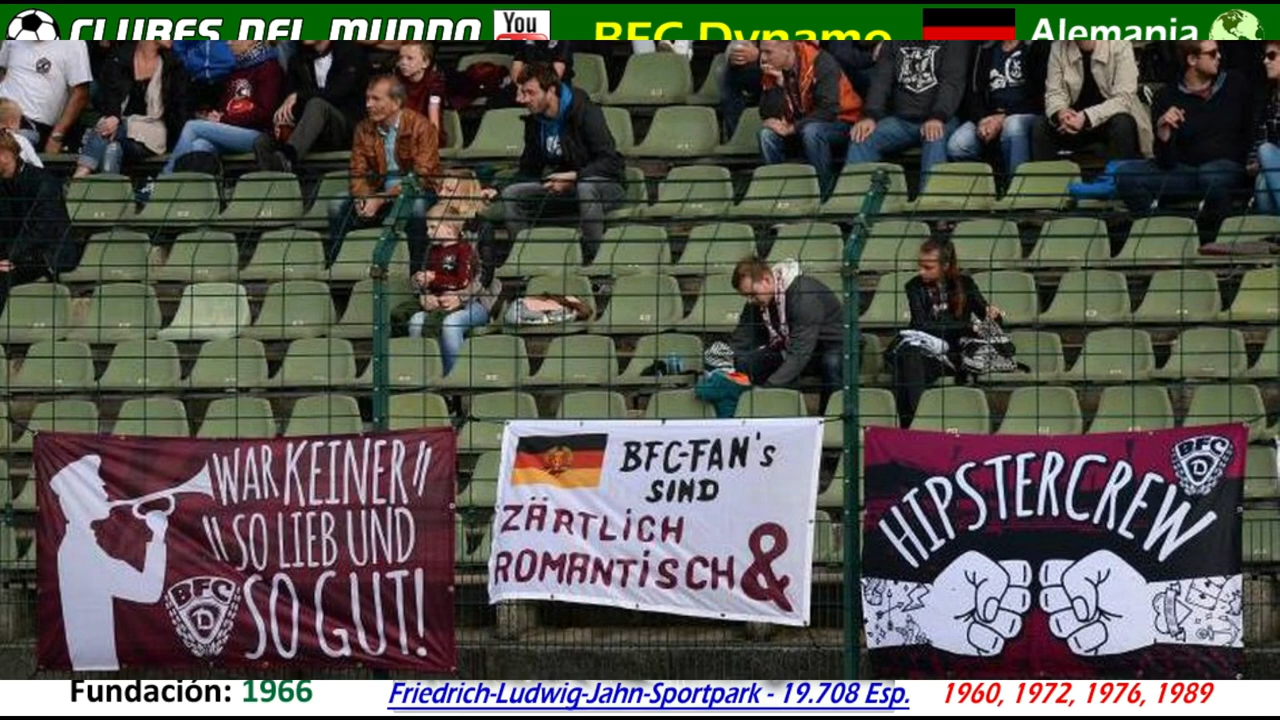 CLUBES DEL MUNDO
You
BFC Dynamo
Alemania
WAR KEINER
SO LIEB UND
SO GUT!
BFC
D
BFC-FAN's
SIND
ZÄRTLICH
ROMANTISCH &
BFC
D
HIPSTERCREW
Fundación: 1966
Friedrich-Ludwig-Jahn-Sportpark - 19.708 Esp.
1960, 1972, 1976, 1989